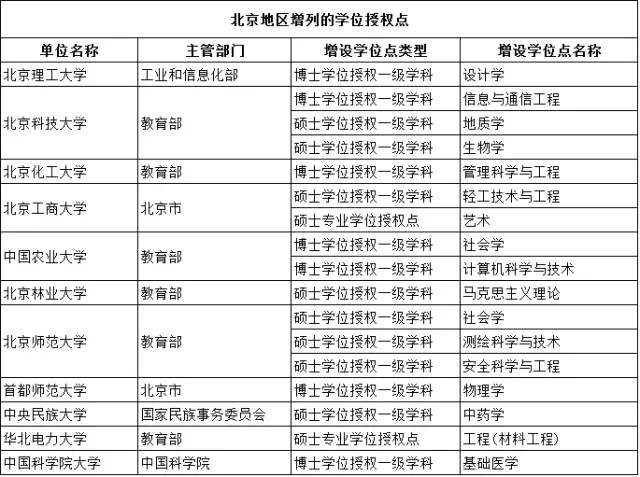 北京地区增列的学位授权点
单位名称 主管部门 增设学位点类型 增设学位点名称
北京理工大学 工业和信息化部 博士学位授权一级学科 设计学
北京科技大学 教育部 博士学位授权一级学科 信息与通信工程
硕士学位授权一级学科 地质学
硕士学位授权一级学科 生物学
北京化工大学 教育部 博士学位授权一级学科 管理科学与工程
北京工商大学 北京市 硕士学位授权一级学科 轻工技术与工程
硕士专业学位授权点 艺术
中国农业大学 教育部 博士学位授权一级学科 社会学
博士学位授权一级学科 计算机科学与技术
北京林业大学 教育部 硕士学位授权一级学科 马克思主义理论
北京师范大学 教育部 硕士学位授权一级学科 社会学
硕士学位授权一级学科 测绘科学与技术
硕士学位授权一级学科 安全科学与工程
首都师范大学 北京市 博士学位授权一级学科 物理学
中央民族大学 国家民族事务委员会 硕士学位授权一级学科 中药学
华北电力大学 教育部 硕士专业学位授权点 工程(材料工程)
中国科学院大学 中国科学院 博士学位授权一级学科 基础医学